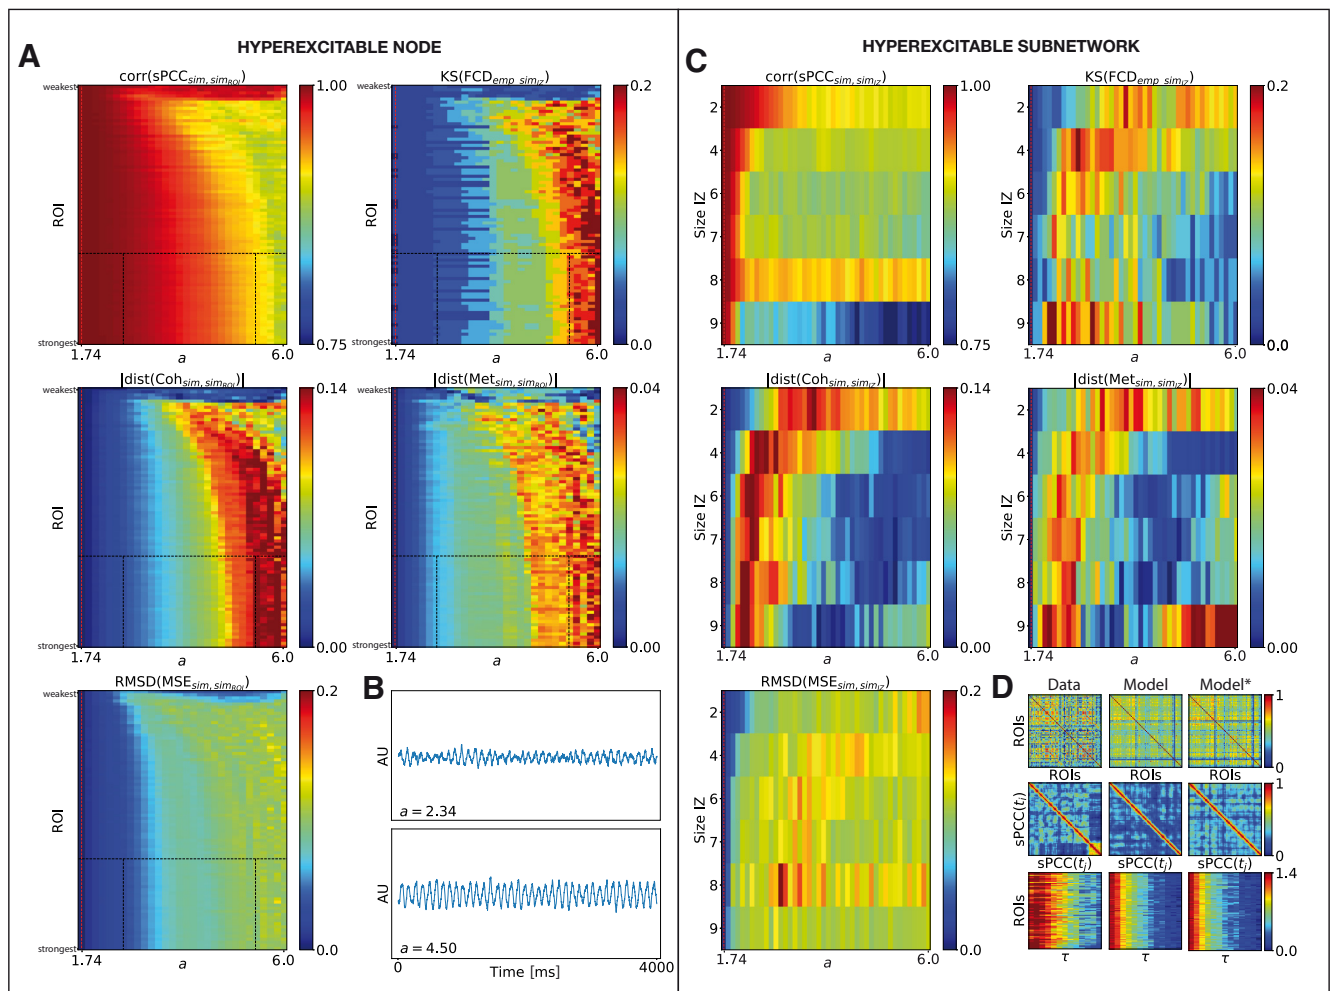 HYPEREXCITABLE NODE
HYPEREXCITABLE SUBNETWORK
A
corr(sPCC_sim, sim_ROI)
weakest
ROI
strongest
1.74
a
6.0
1.00
0.75
KS(FCD_emp sim_IZ)
weakest
strongest
1.74
a
6.0
0.2
0.0
|dist(Coh_sim, sim_ROI)|
weakest
ROI
strongest
1.74
a
6.0
0.14
0.00
|dist(Met_sim, sim_ROI)|
weakest
ROI
strongest
1.74
a
6.0
0.04
0.00
RMSD(MSE_sim, sim_ROI)
weakest
ROI
strongest
1.74
a
6.0
0.2
0.0
B
AU
a = 2.34
AU
a = 4.50
0
Time [ms]
4000
C
corr(sPCC_sim, sim_IZ)
Size IZ
2
4
6
7
8
9
1.74
a
6.0
1.00
0.75
KS(FCD_emp sim_IZ)
Size IZ
2
4
6
7
8
9
1.74
a
6.0
0.2
0.0
|dist(Coh_sim, sim_IZ)|
Size IZ
2
4
6
7
8
9
1.74
a
6.0
0.14
0.00
|dist(Met_sim, sim_IZ)|
Size IZ
2
4
6
7
8
9
1.74
a
6.0
0.04
0.00
RMSD(MSE_sim, sim_IZ)
Size IZ
2
4
6
7
8
9
1.74
a
6.0
0.2
0.0
D
Data
Model
Model*
ROIs
ROIs
ROIs
ROIs
1
0
sPCC(t_i)
sPCC(t_j)
sPCC(t_j)
sPCC(t_j)
1
0
ROIs
τ
τ
τ
1.4
0.0